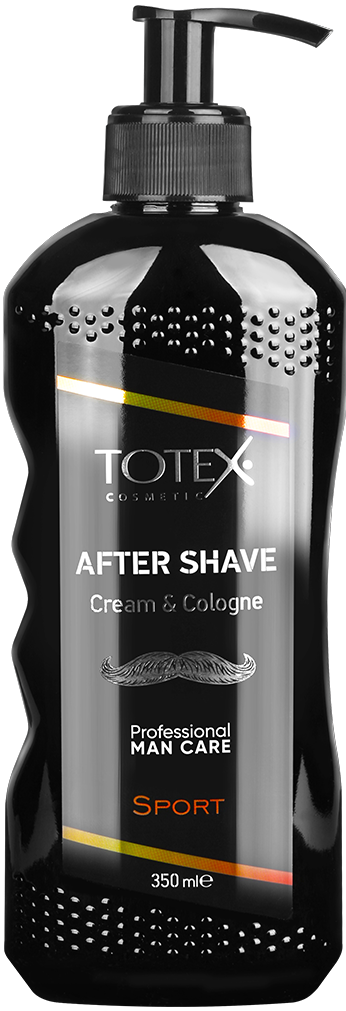 TOTEX
COSMETIC
AFTER SHAVE
Cream & Cologne
Professional
MAN CARE
SPORT
350 ml℮